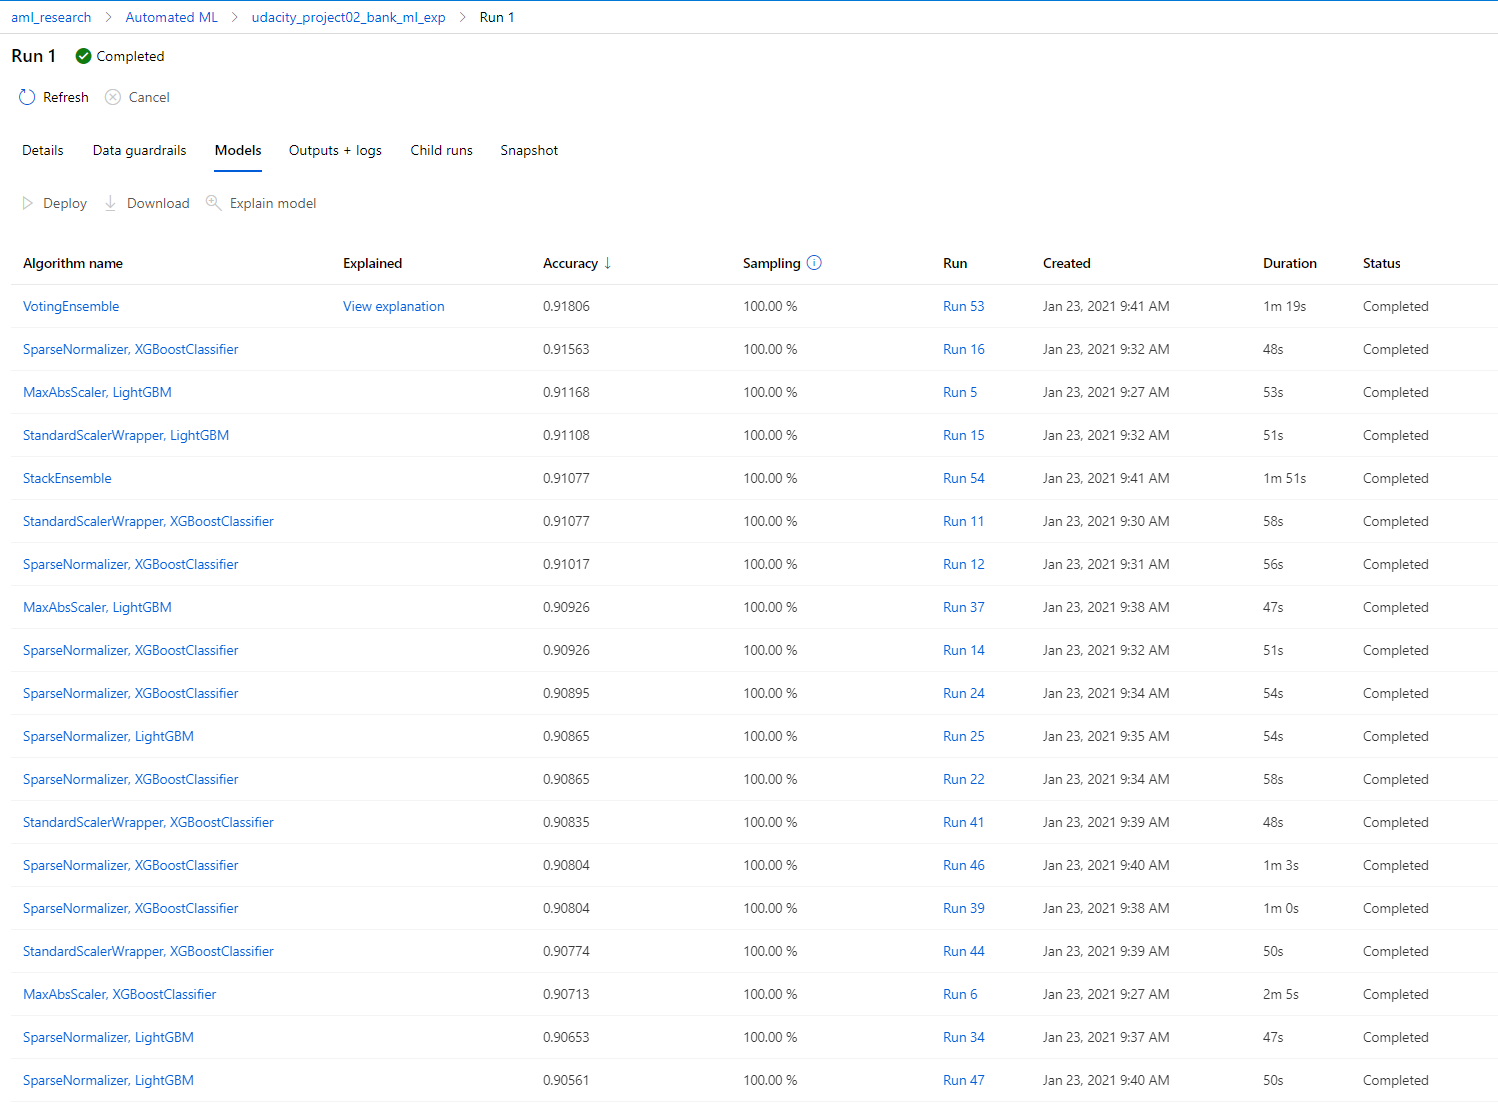 aml_research > Automated ML > udacity_project02_bank_ml_exp > Run 1
Run 1 Completed
Refresh Cancel
Details Data guardrails Models Outputs + logs Child runs Snapshot
Deploy Download Explain model
Algorithm name Explained Accuracy ↓ Sampling Run Created Duration Status
VotingEnsemble View explanation 0.91806 100.00 % Run 53 Jan 23, 2021 9:41 AM 1m 19s Completed
SparseNormalizer, XGBoostClassifier 0.91563 100.00 % Run 16 Jan 23, 2021 9:32 AM 48s Completed
MaxAbsScaler, LightGBM 0.91168 100.00 % Run 5 Jan 23, 2021 9:27 AM 53s Completed
StandardScalerWrapper, LightGBM 0.91108 100.00 % Run 15 Jan 23, 2021 9:32 AM 51s Completed
StackEnsemble 0.91077 100.00 % Run 54 Jan 23, 2021 9:41 AM 1m 51s Completed
StandardScalerWrapper, XGBoostClassifier 0.91077 100.00 % Run 11 Jan 23, 2021 9:30 AM 58s Completed
SparseNormalizer, XGBoostClassifier 0.91017 100.00 % Run 12 Jan 23, 2021 9:31 AM 56s Completed
MaxAbsScaler, LightGBM 0.90926 100.00 % Run 37 Jan 23, 2021 9:38 AM 47s Completed
SparseNormalizer, XGBoostClassifier 0.90926 100.00 % Run 14 Jan 23, 2021 9:32 AM 51s Completed
SparseNormalizer, XGBoostClassifier 0.90895 100.00 % Run 24 Jan 23, 2021 9:34 AM 54s Completed
SparseNormalizer, LightGBM 0.90865 100.00 % Run 25 Jan 23, 2021 9:35 AM 54s Completed
SparseNormalizer, XGBoostClassifier 0.90865 100.00 % Run 22 Jan 23, 2021 9:34 AM 58s Completed
StandardScalerWrapper, XGBoostClassifier 0.90835 100.00 % Run 41 Jan 23, 2021 9:39 AM 48s Completed
SparseNormalizer, XGBoostClassifier 0.90804 100.00 % Run 46 Jan 23, 2021 9:40 AM 1m 3s Completed
SparseNormalizer, XGBoostClassifier 0.90804 100.00 % Run 39 Jan 23, 2021 9:38 AM 1m 0s Completed
StandardScalerWrapper, XGBoostClassifier 0.90774 100.00 % Run 44 Jan 23, 2021 9:39 AM 50s Completed
MaxAbsScaler, XGBoostClassifier 0.90713 100.00 % Run 6 Jan 23, 2021 9:27 AM 2m 5s Completed
SparseNormalizer, LightGBM 0.90653 100.00 % Run 34 Jan 23, 2021 9:37 AM 47s Completed
SparseNormalizer, LightGBM 0.90561 100.00 % Run 47 Jan 23, 2021 9:40 AM 50s Completed